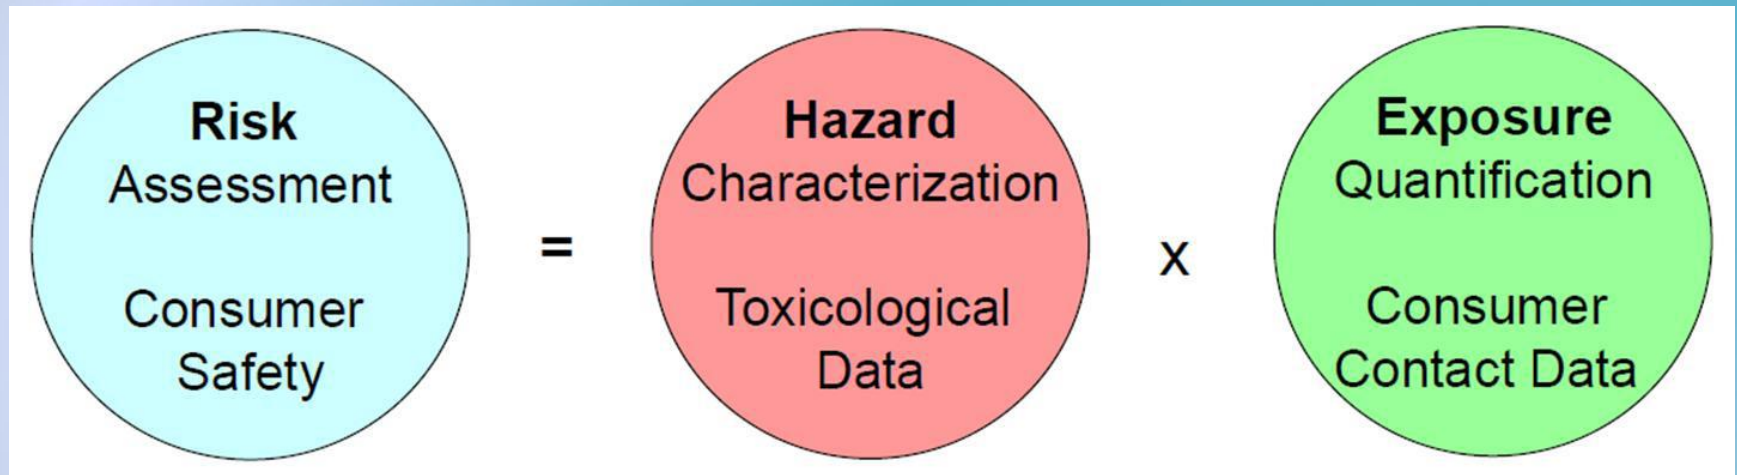 Risk
Assessment
Consumer
Safety
=
Hazard
Characterization
Toxicological
Data
x
Exposure
Quantification
Consumer
Contact Data